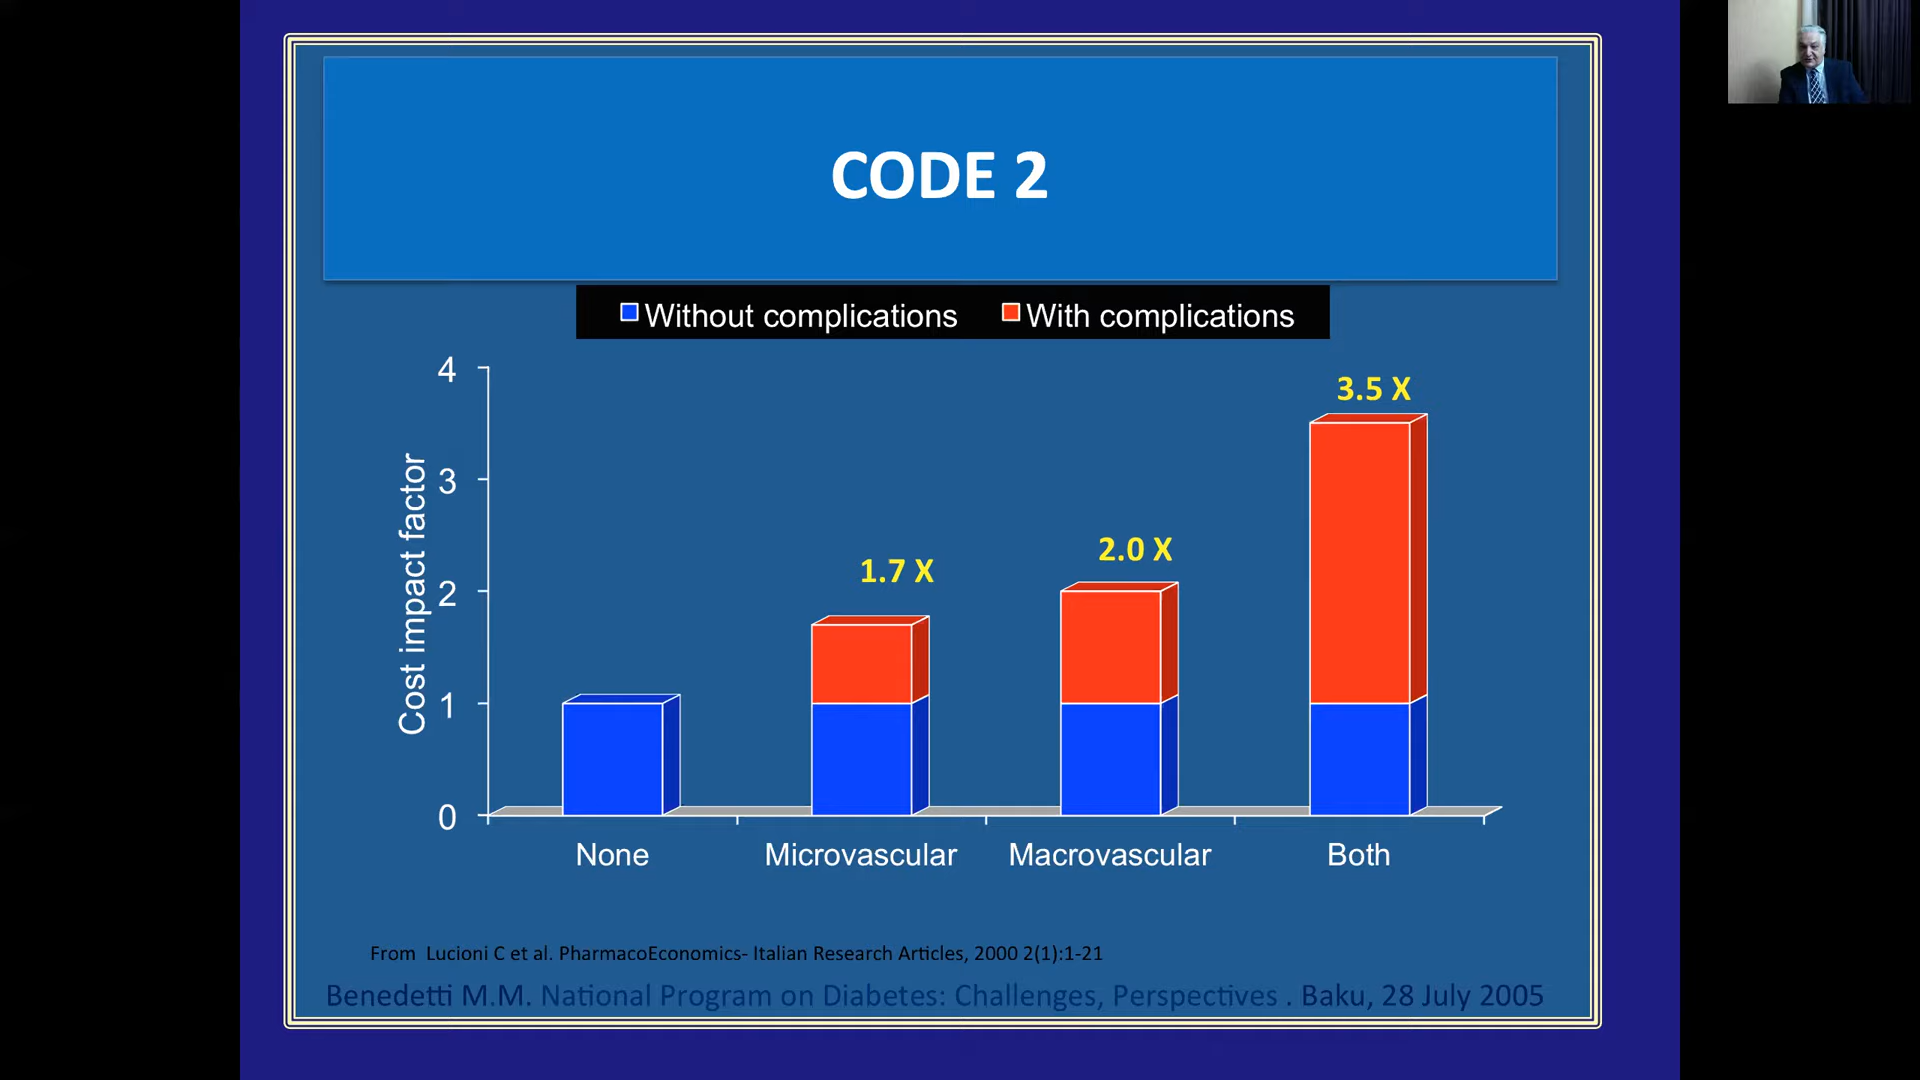 CODE 2
Without complications With complications
4
3
2
1
0
Cost impact factor
1.7 X
2.0 X
3.5 X
None Microvascular Macrovascular Both
From Lucioni C et al. PharmacoEconomics- Italian Research Articles, 2000 2(1):1-21
Benedetti M.M. National Program on Diabetes: Challenges, Perspectives . Baku, 28 July 2005